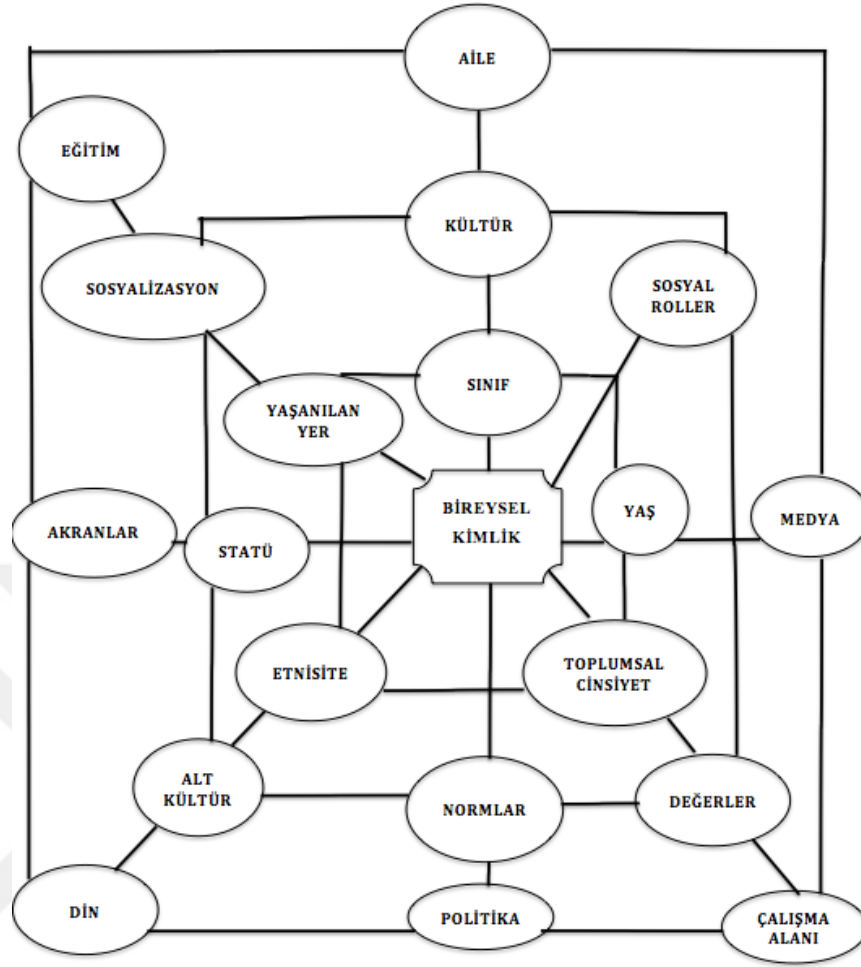 AİLE
EĞİTİM
KÜLTÜR
SOSYALİZASYON
SOSYAL
ROLLER
SINIF
YAŞANILAN
YER
BİREYSEL
KİMLİK
YAŞ
MEDYA
AKRANLAR
STATÜ
ETNİSİTE
TOPLUMSAL
CİNSİYET
ALT
KÜLTÜR
NORMLAR
DEĞERLER
DİN
POLİTİKA
ÇALIŞMA
ALANI